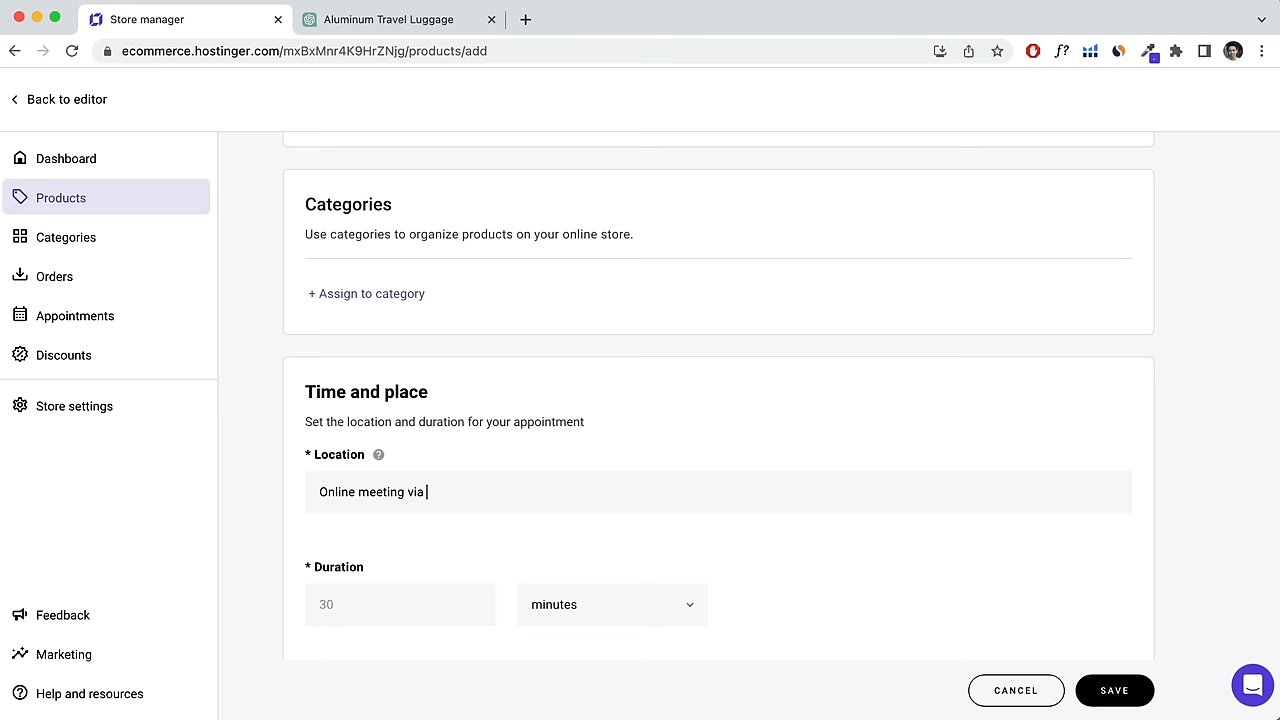 Store manager
Aluminum Travel Luggage
ecommerce.hostinger.com/mxBxMnr4K9HrZNjg/products/add
f?
Back to editor
Dashboard
Products
Categories
Orders
Appointments
Discounts
Store settings
Feedback
Marketing
Help and resources
Categories
Use categories to organize products on your online store.
+ Assign to category
Time and place
Set the location and duration for your appointment
* Location ?
Online meeting via
* Duration
30 minutes
CANCEL SAVE